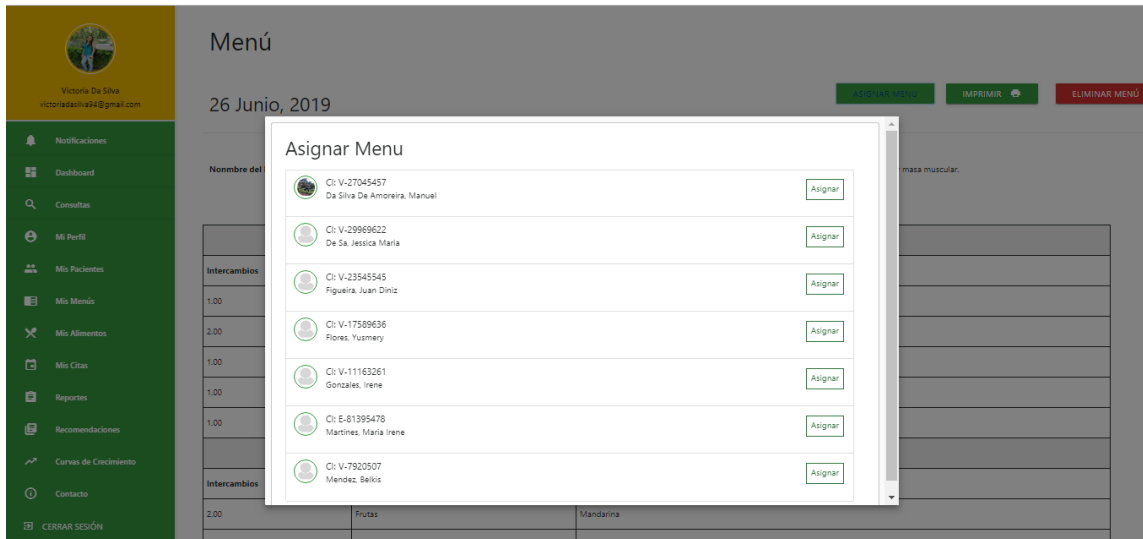 Victoria Da Silva
victoriadasilva94@gmail.com
Notificaciones
Dashboard
Consultas
Mi Perfil
Mis Pacientes
Mis Menús
Mis Alimentos
Mis Citas
Reportes
Recomendaciones
Curvas de Crecimiento
Contacto
CERRAR SESIÓN
Menú
26 Junio, 2019
ASIGNAR MENU
IMPRIMIR
ELIMINAR MENÚ
Nonmbre del
masa muscular.
Asignar Menu
CI: V-27045457
Da Silva De Amoreira, Manuel
Asignar
CI: V-29969622
De Sa, Jessica Maria
Asignar
CI: V-23545545
Figueira, Juan Diniz
Asignar
CI: V-17589636
Flores, Yusmery
Asignar
CI: V-11163261
Gonzales, Irene
Asignar
CI: E-81395478
Martines, Maria Irene
Asignar
CI: V-7920507
Mendez, Belkis
Asignar
Intercambios
1.00
2.00
1.00
1.00
1.00
Intercambios
2.00 Frutas Mandarina